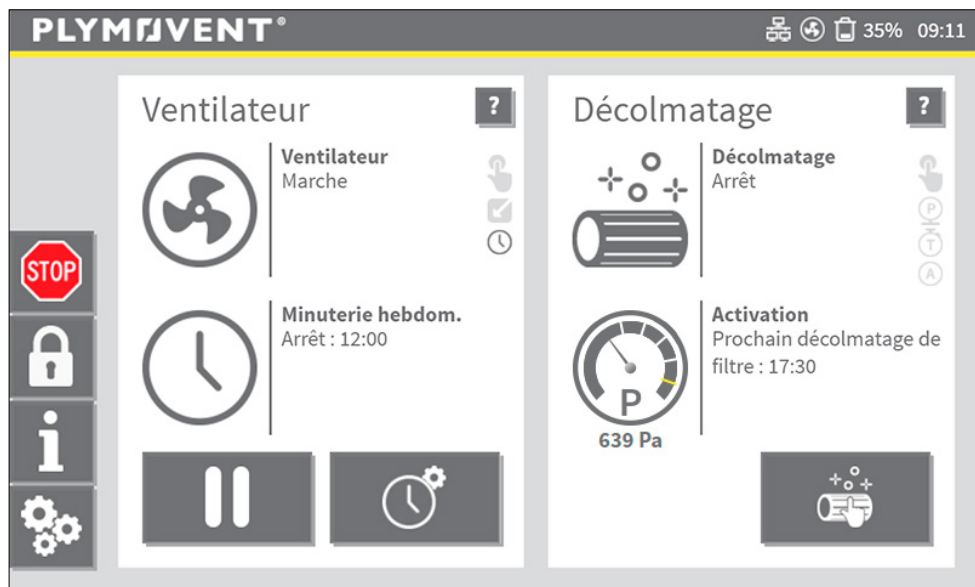 PLYMOVENT®
35% 09:11
Ventilateur
?
Ventilateur
Marche
Minuterie hebdom.
Arrêt : 12:00
Décolmatage
?
Décolmatage
Arrêt
P
T
A
Activation
Prochain décolmatage de
filtre : 17:30
P
639 Pa
STOP
i